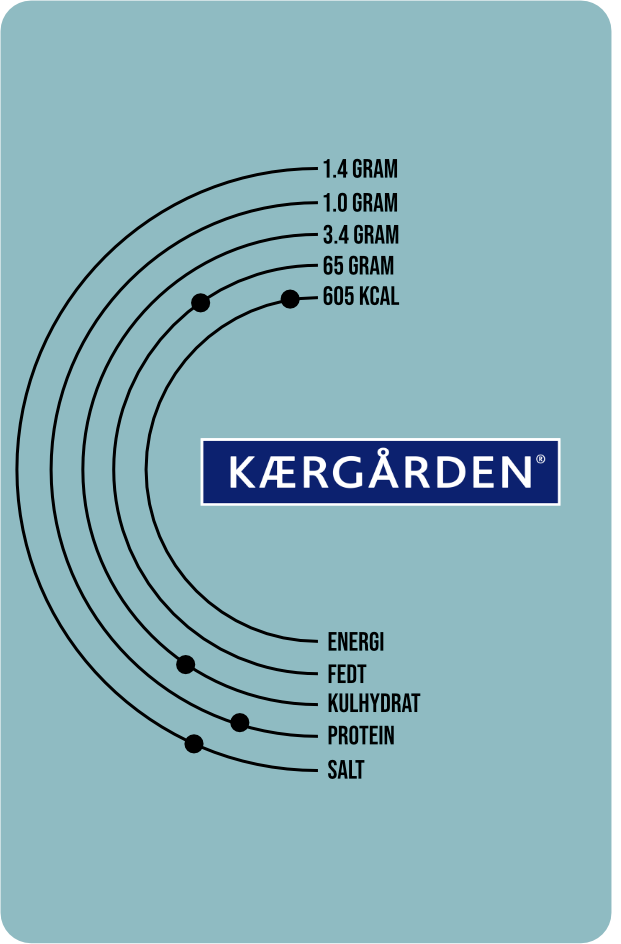 1.4 GRAM
1.0 GRAM
3.4 GRAM
65 GRAM
605 KCAL
KÆRGÅRDEN®
ENERGI
FEDT
KULHYDRAT
PROTEIN
SALT